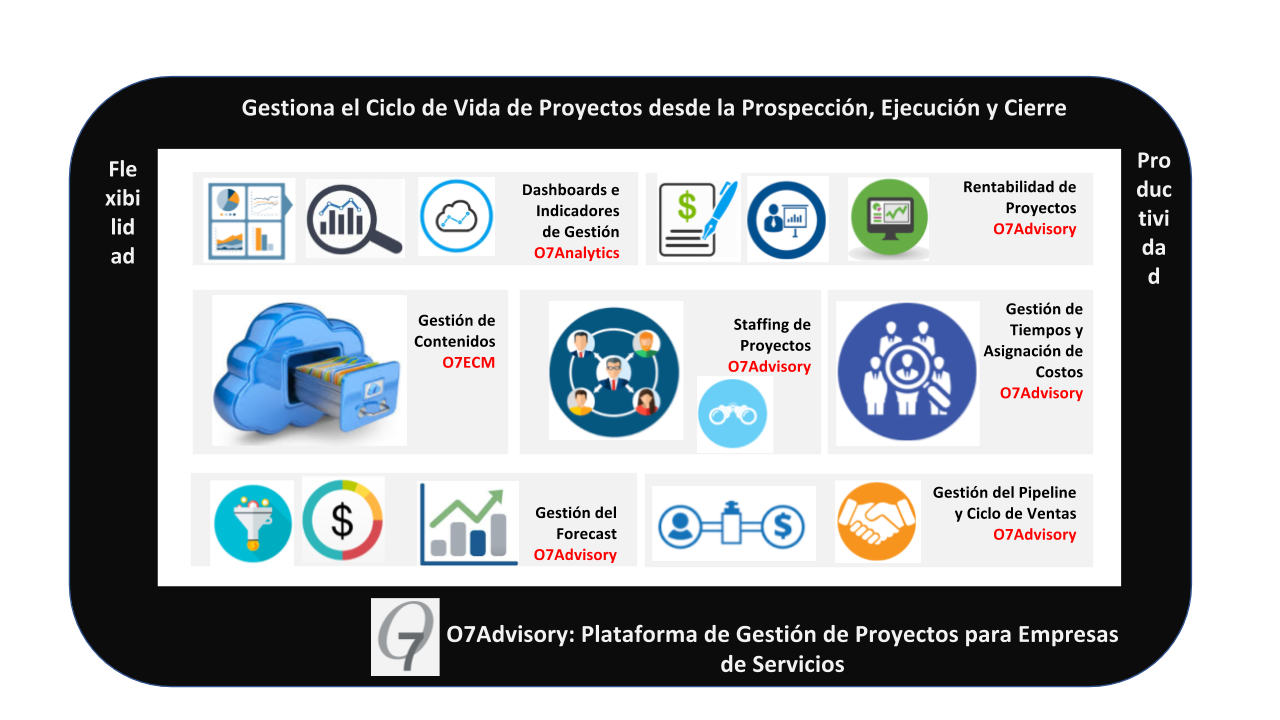 Gestiona el Ciclo de Vida de Proyectos desde la Prospección, Ejecución y Cierre
Fle
xibi
lid
ad
Pro
duc
tivi
da
d
Dashboards e
Indicadores
de Gestión
O7Analytics
$
Rentabilidad de
Proyectos
O7Advisory
Gestión de
Contenidos
O7ECM
Staffing de
Proyectos
O7Advisory
Gestión de
Tiempos y
Asignación de
Costos
O7Advisory
$
Gestión del
Forecast
O7Advisory
$
Gestión del Pipeline
y Ciclo de Ventas
O7Advisory
O7
O7Advisory: Plataforma de Gestión de Proyectos para Empresas
de Servicios